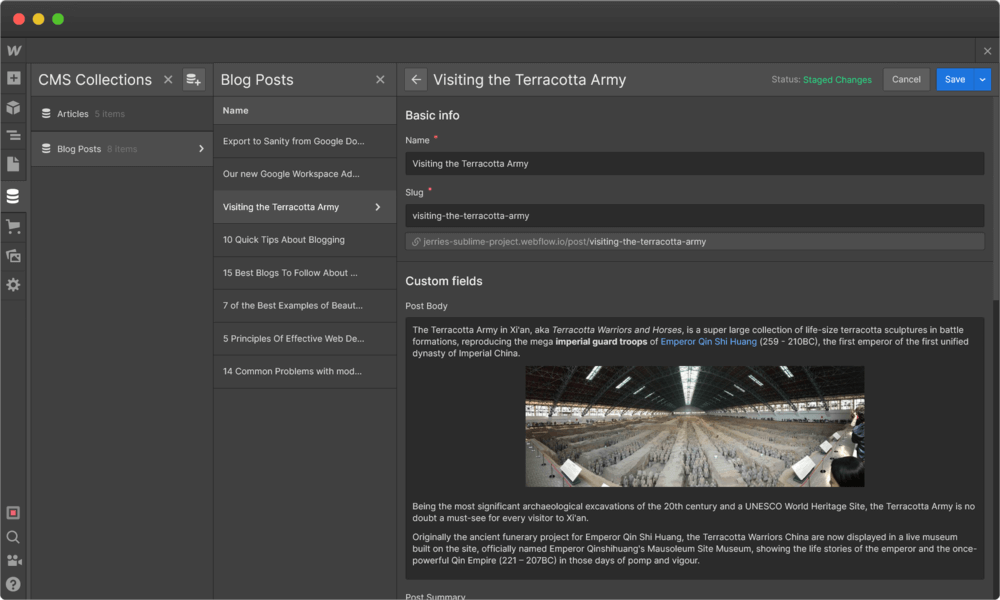 W
CMS Collections
Articles 5 items
Blog Posts 8 items
Blog Posts
Name
Export to Sanity from Google Do...
Our new Google Workspace Ad...
Visiting the Terracotta Army
10 Quick Tips About Blogging
15 Best Blogs To Follow About ...
7 of the Best Examples of Beaut...
5 Principles Of Effective Web De...
14 Common Problems with mod...
Visiting the Terracotta Army
Status: Staged Changes
Cancel
Save
Basic info
Name *
Visiting the Terracotta Army
Slug *
visiting-the-terracotta-army
jerries-sublime-project.webflow.io/post/visiting-the-terracotta-army
Custom fields
Post Body
The Terracotta Army in Xi'an, aka Terracotta Warriors and Horses, is a super large collection of life-size terracotta sculptures in battle
formations, reproducing the mega imperial guard troops of Emperor Qin Shi Huang (259 - 210BC), the first emperor of the first unified
dynasty of Imperial China.
Being the most significant archaeological excavations of the 20th century and a UNESCO World Heritage Site, the Terracotta Army is no
doubt a must-see for every visitor to Xi'an.
Originally the ancient funerary project for Emperor Qin Shi Huang, the Terracotta Warriors China are now displayed in a live museum
built on the site, officially named Emperor Qinshihuang's Mausoleum Site Museum, showing the life stories of the emperor and the once-
powerful Qin Empire (221 – 207BC) in those days of pomp and vigour.
Post Summary